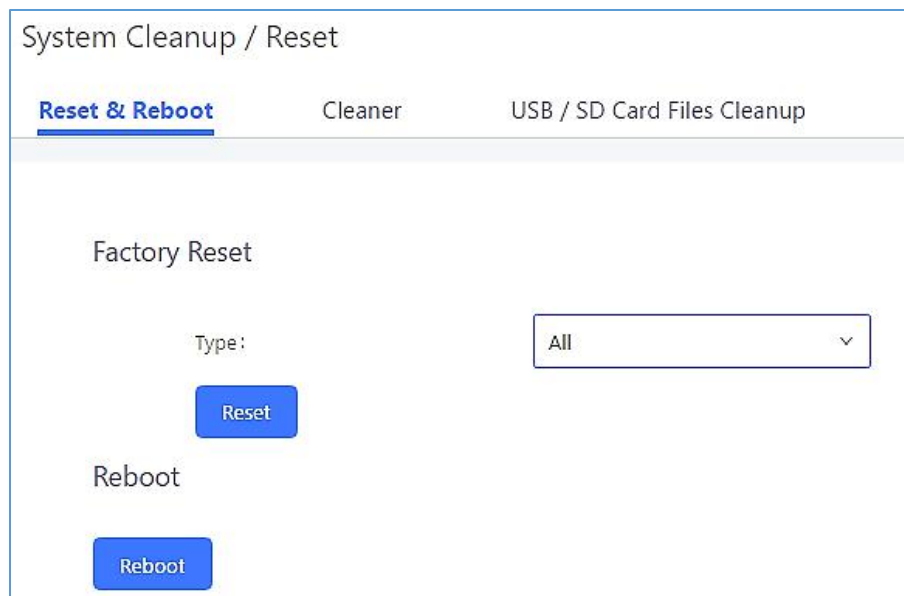 System Cleanup / Reset
Reset & Reboot Cleaner USB / SD Card Files Cleanup
Factory Reset
Type: All
Reset
Reboot
Reboot